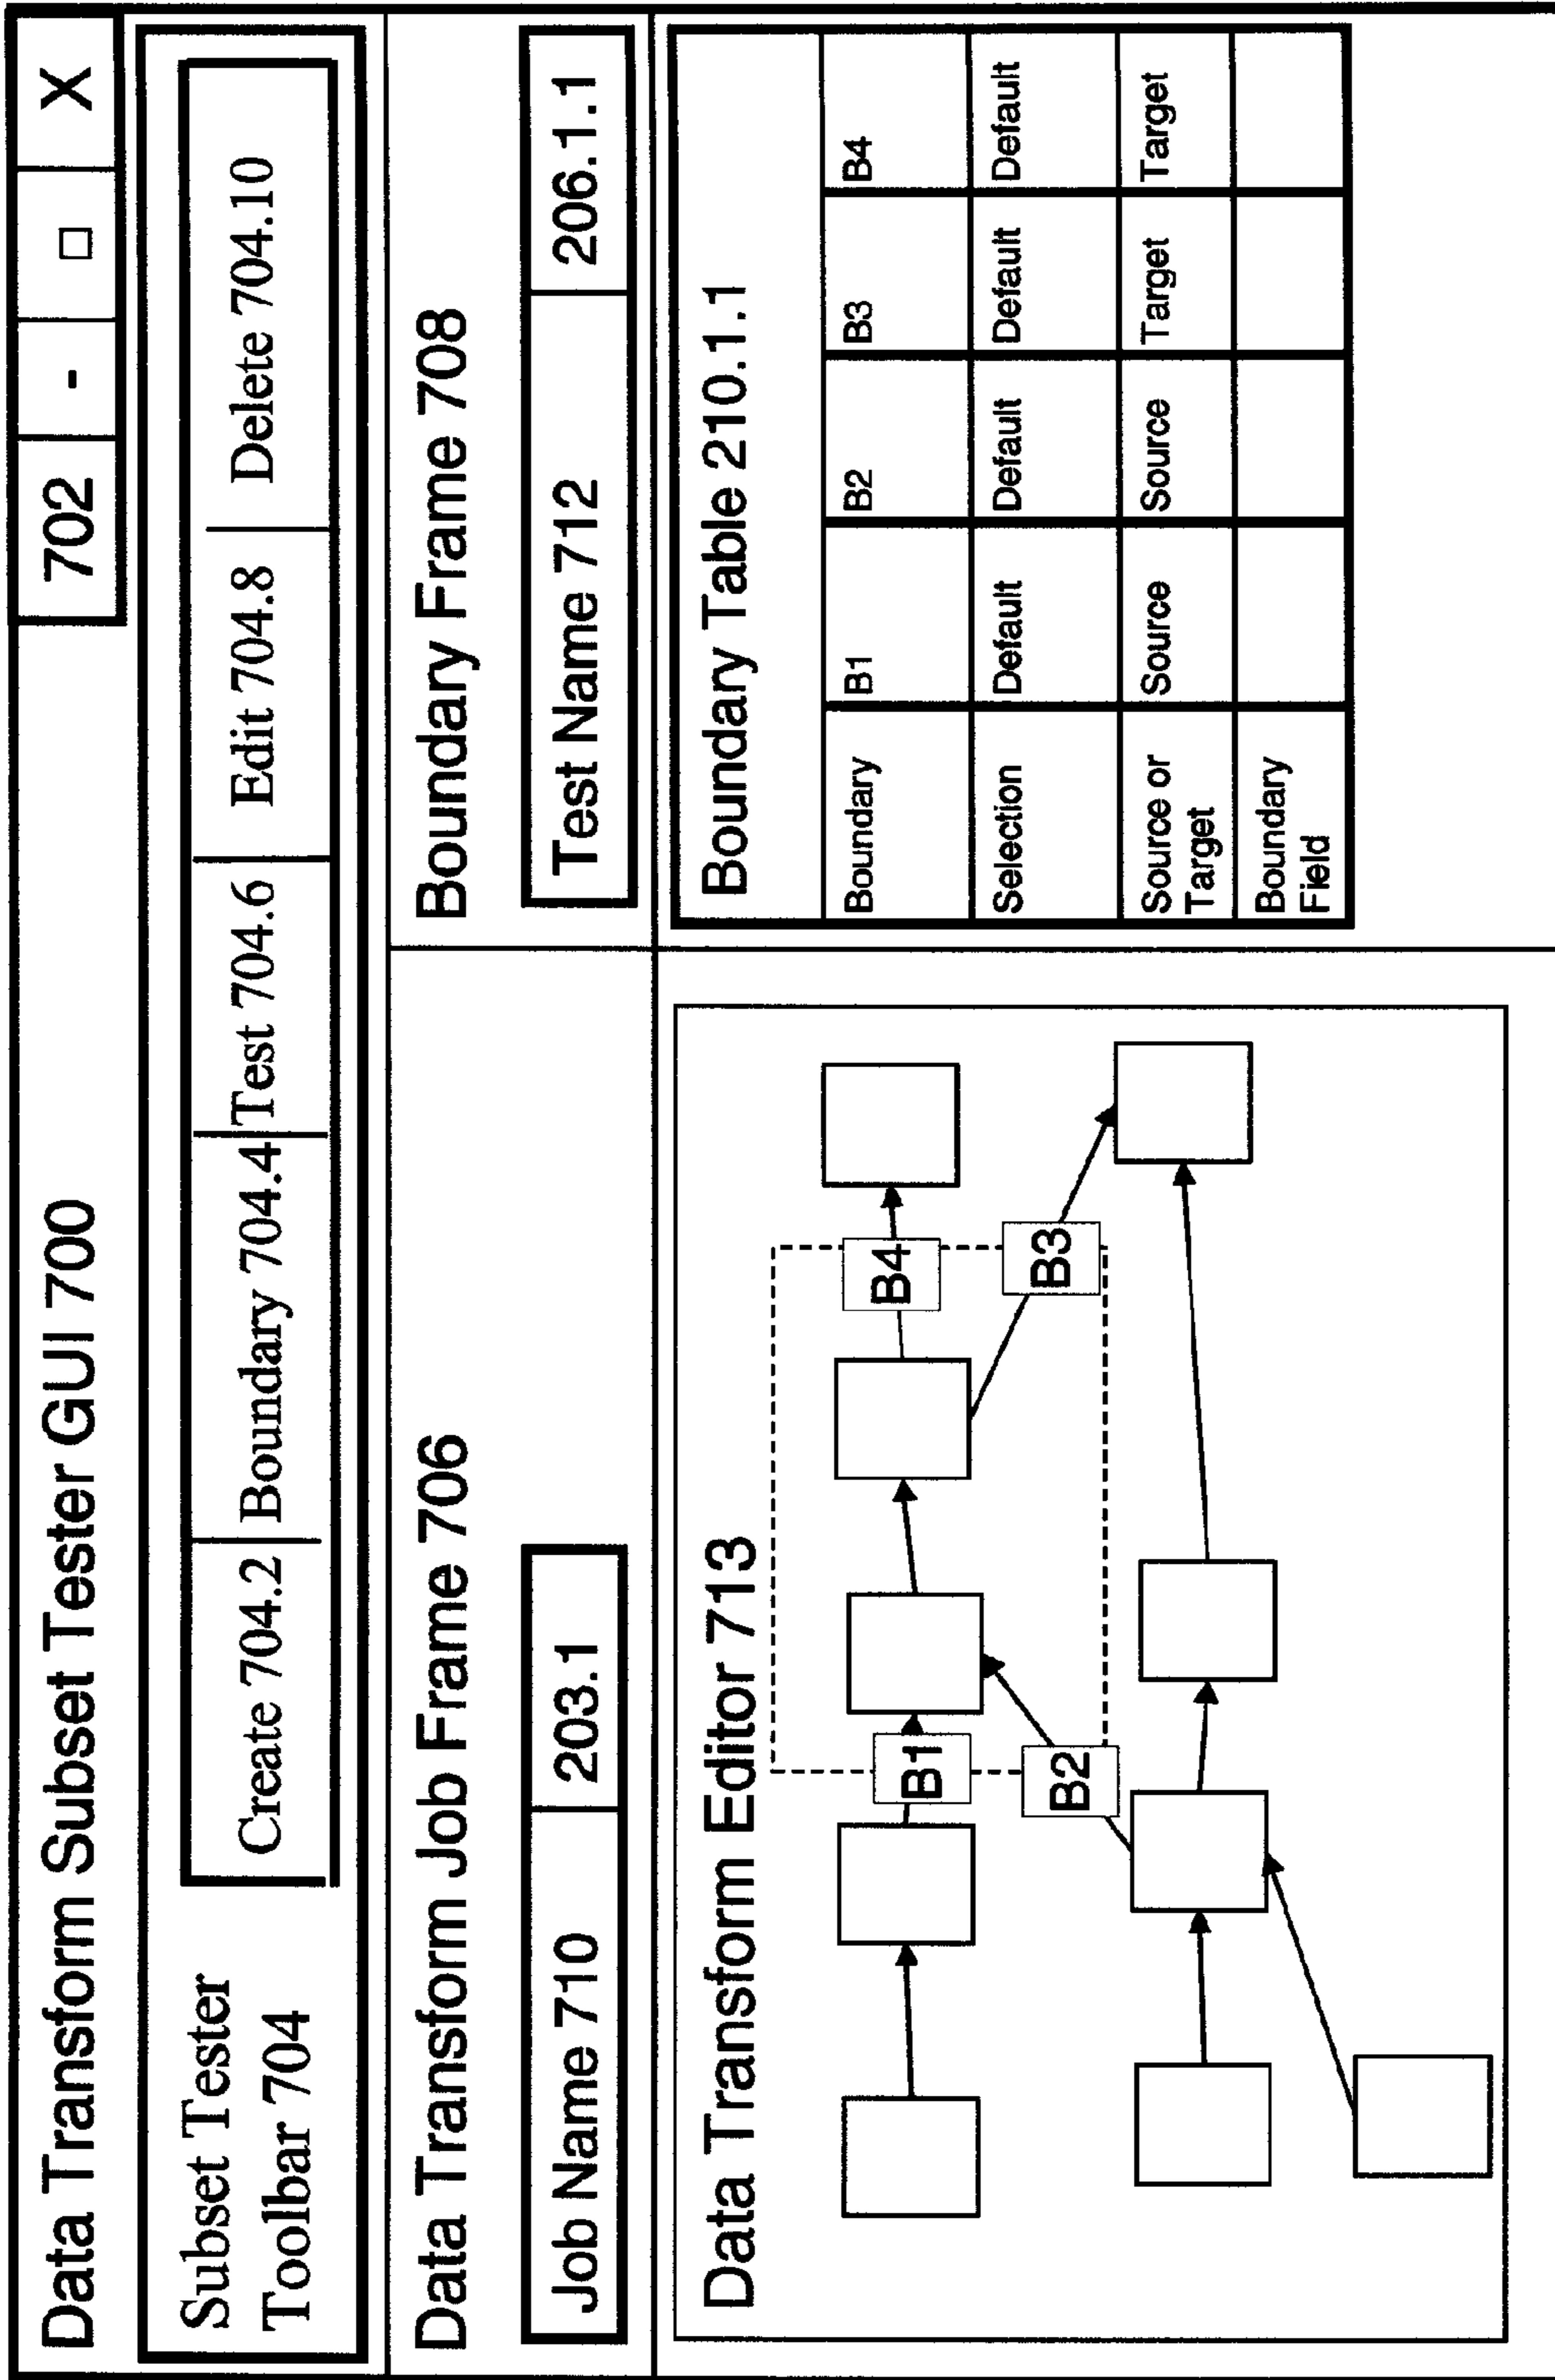 Data Transform Subset Tester GUI 700
702 - □ X
Subset Tester
Toolbar 704
Create 704.2 Boundary 704.4 Test 704.6 Edit 704.8 Delete 704.10
Data Transform Job Frame 706
Job Name 710 203.1
Boundary Frame 708
Test Name 712 206.1.1
Data Transform Editor 713
B1
B2
B4
B3
Boundary Table 210.1.1
Boundary B1 B2 B3 B4
Selection Default Default Default Default
Source or
Target Source Source Target Target
Boundary
Field